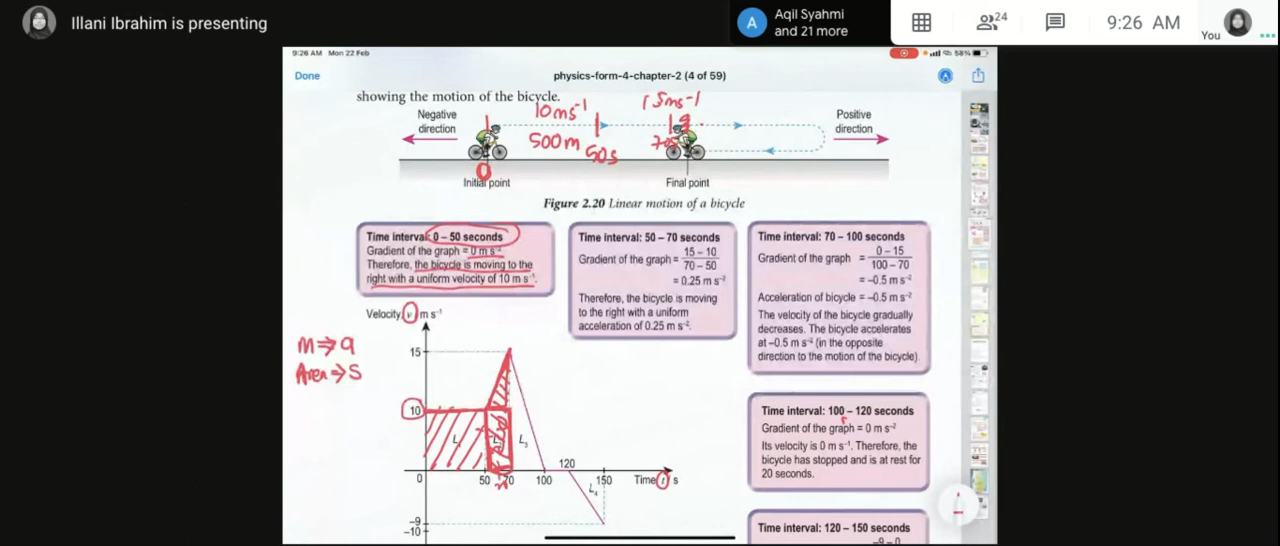 Illani Ibrahim is presenting
A
Aqil Syahmi
and 21 more
24
9:26 AM
You
9:26 AM Mon 22 Feb
58%
Done
physics-form-4-chapter-2 (4 of 59)
showing the motion of the bicycle.
Negative
direction
10ms⁻¹
15ms⁻¹
Positive
direction
500m
50s
70s
0
Initial point
Final point
Figure 2.20 Linear motion of a bicycle
Time interval: 0 – 50 seconds
Gradient of the graph = 0 m s⁻²
Therefore, the bicycle is moving to the
right with a uniform velocity of 10 m s⁻¹.
Time interval: 50 – 70 seconds
Gradient of the graph = 15 – 10 / 70 – 50
= 0.25 m s⁻²
Therefore, the bicycle is moving
to the right with a uniform
acceleration of 0.25 m s⁻².
Time interval: 70 – 100 seconds
Gradient of the graph = 0 – 15 / 100 – 70
= –0.5 m s⁻²
Acceleration of bicycle = –0.5 m s⁻²
The velocity of the bicycle gradually
decreases. The bicycle accelerates
at –0.5 m s⁻² (in the opposite
direction to the motion of the bicycle).
Time interval: 100 – 120 seconds
Gradient of the graph = 0 m s⁻²
Its velocity is 0 m s⁻¹. Therefore, the
bicycle has stopped and is at rest for
20 seconds.
Time interval: 120 – 150 seconds
–9 – 0
Velocity, v m s⁻¹
m ⇒ a
Area ⇒ s
15
10
L₃
120
0
50
70
100
150
Time, t s
L₄
–9
–10